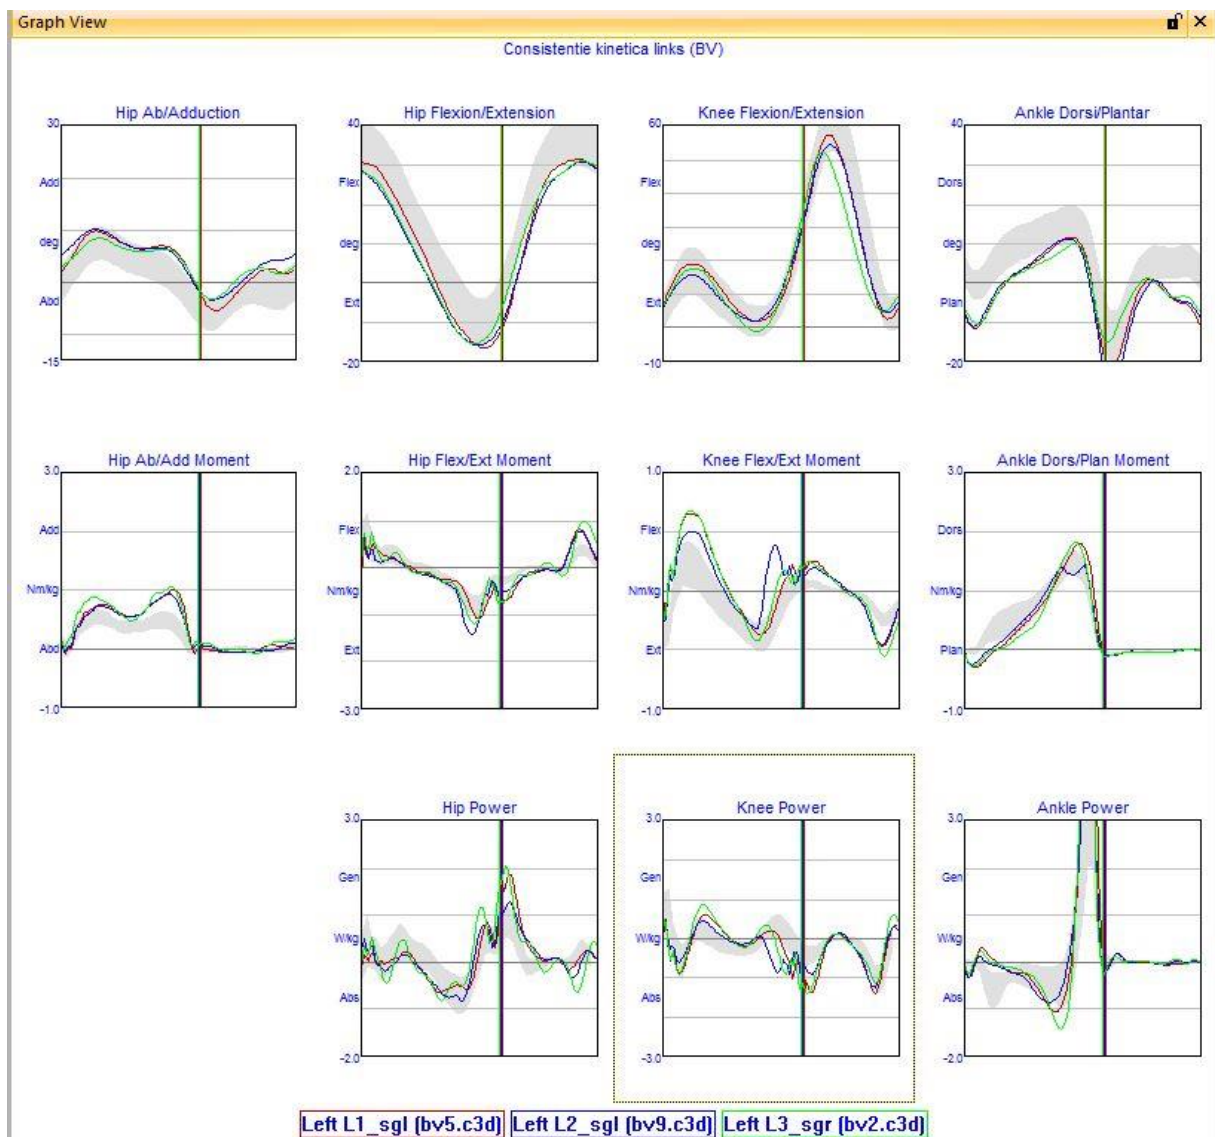 Graph View
Consistentie kinetica links (BV)
Hip Ab/Adduction
30
Add
deg
Abd
-15
Hip Flexion/Extension
40
Flex
deg
Ext
-20
Knee Flexion/Extension
60
Flex
deg
Ext
-10
Ankle Dorsi/Plantar
40
Dors
deg
Plan
-20
Hip Ab/Add Moment
3.0
Add
Nm/kg
Abd
-1.0
Hip Flex/Ext Moment
2.0
Flex
Nm/kg
Ext
-3.0
Knee Flex/Ext Moment
1.0
Flex
Nm/kg
Ext
-1.0
Ankle Dors/Plan Moment
3.0
Dors
Nm/kg
Plan
-1.0
Hip Power
3.0
Gen
W/kg
Abs
-2.0
Knee Power
3.0
Gen
W/kg
Abs
-3.0
Ankle Power
3.0
Gen
W/kg
Abs
-2.0
Left L1_sgl (bv5.c3d) Left L2_sgl (bv9.c3d) Left L3_sgr (bv2.c3d)